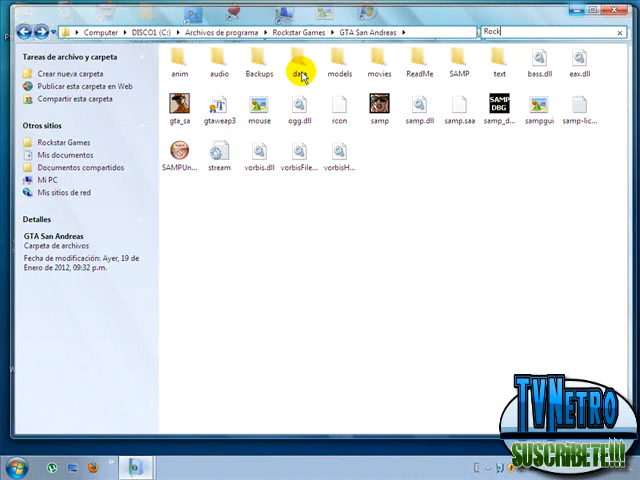 Computer DISCO1 (C:) Archivos de programa Rockstar Games GTA San Andreas Rock
Tareas de archivo y carpeta
Crear nueva carpeta
Publicar esta carpeta en Web
Compartir esta carpeta
Otros sitios
Rockstar Games
Mis documentos
Documentos compartidos
Mi PC
Mis sitios de red
Detalles
GTA San Andreas
Carpeta de archivos
Fecha de modificación: Ayer, 19 de
Enero de 2012, 09:32 p.m.
anim audio Backups data models movies ReadMe SAMP text bass.dll eax.dll
gta_sa gtaweap3 mouse ogg.dll rcon samp samp.dll samp.saa samp_d... sampgui samp-lic...
SAMPUn... stream vorbis.dll vorbisFile... vorbisH...
SAMP
DBG
TVNetro
SUSCRIBETE!!!